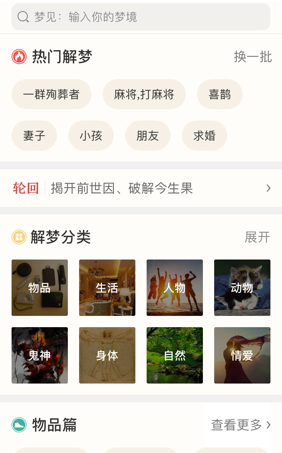 梦见：输入你的梦境
热门解梦 换一批
一群殉葬者 麻将,打麻将 喜鹊
妻子 小孩 朋友 求婚
轮回 揭开前世因、破解今生果
解梦分类 展开
物品 生活 人物 动物
鬼神 身体 自然 情爱
物品篇 查看更多